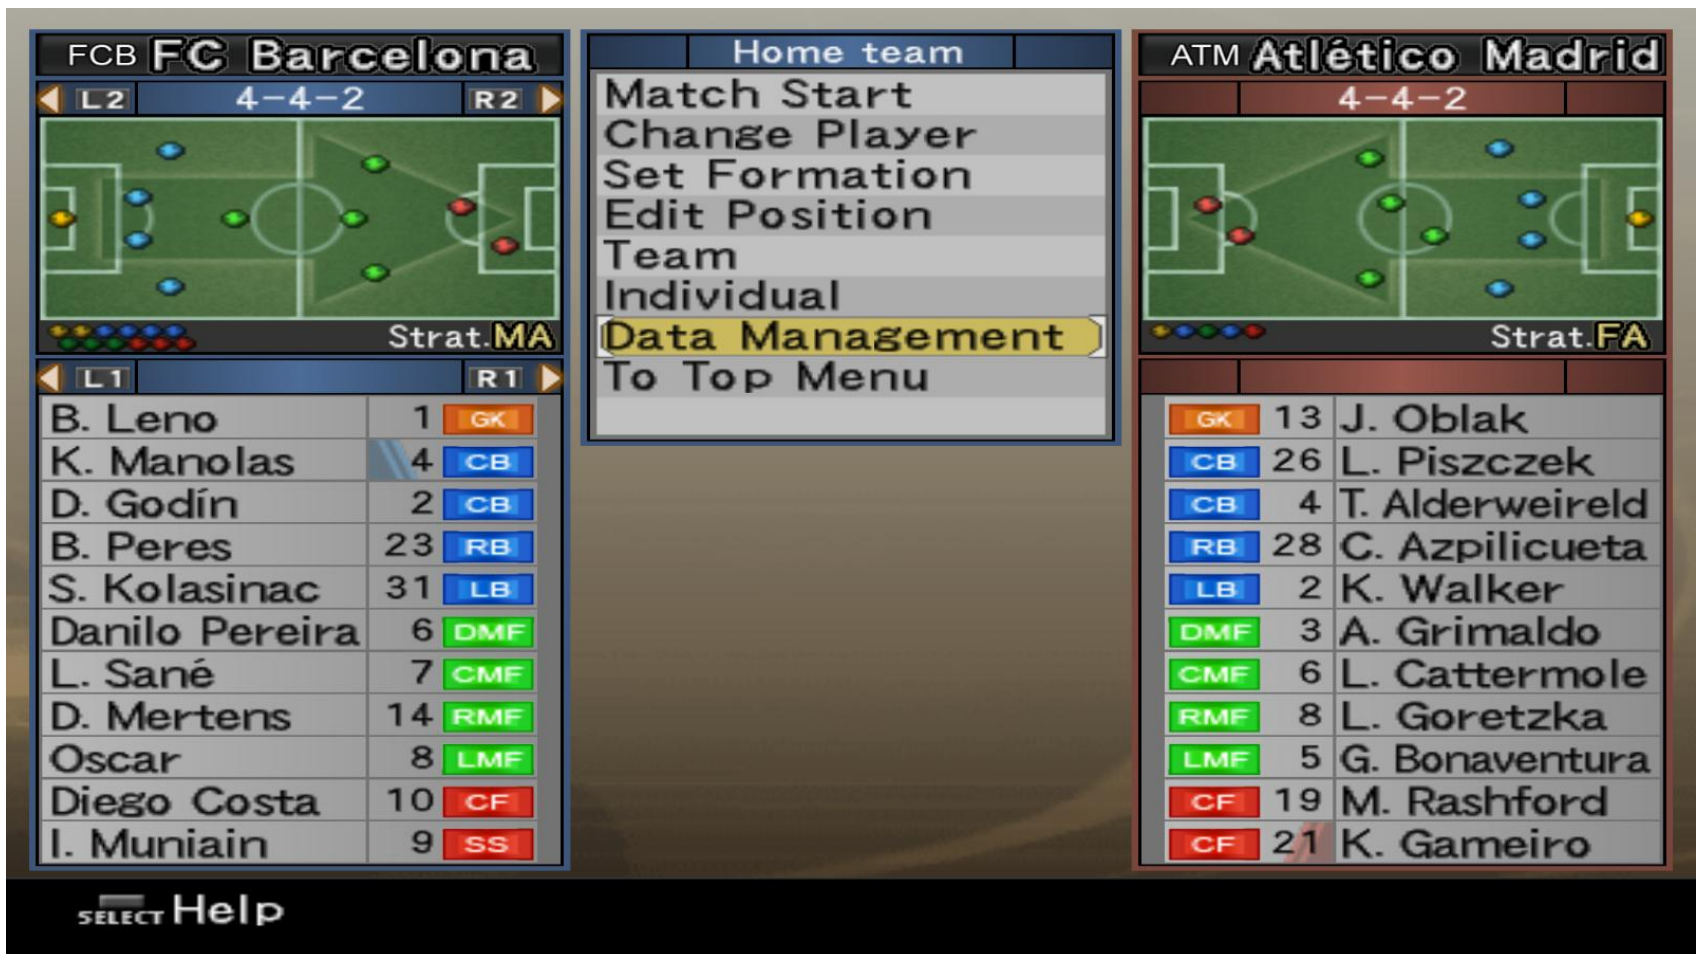 FCB FC Barcelona
L2 4-4-2 R2
Strat.MA
L1 R1
B. Leno 1 GK
K. Manolas 4 CB
D. Godín 2 CB
B. Peres 23 RB
S. Kolasinac 31 LB
Danilo Pereira 6 DMF
L. Sané 7 CMF
D. Mertens 14 RMF
Oscar 8 LMF
Diego Costa 10 CF
I. Muniain 9 SS
Home team
Match Start
Change Player
Set Formation
Edit Position
Team
Individual
Data Management
To Top Menu
ATM Atlético Madrid
4-4-2
Strat.FA
GK 13 J. Oblak
CB 26 L. Piszczek
CB 4 T. Alderweireld
RB 28 C. Azpilicueta
LB 2 K. Walker
DMF 3 A. Grimaldo
CMF 6 L. Cattermole
RMF 8 L. Goretzka
LMF 5 G. Bonaventura
CF 19 M. Rashford
CF 21 K. Gameiro
SELECT Help